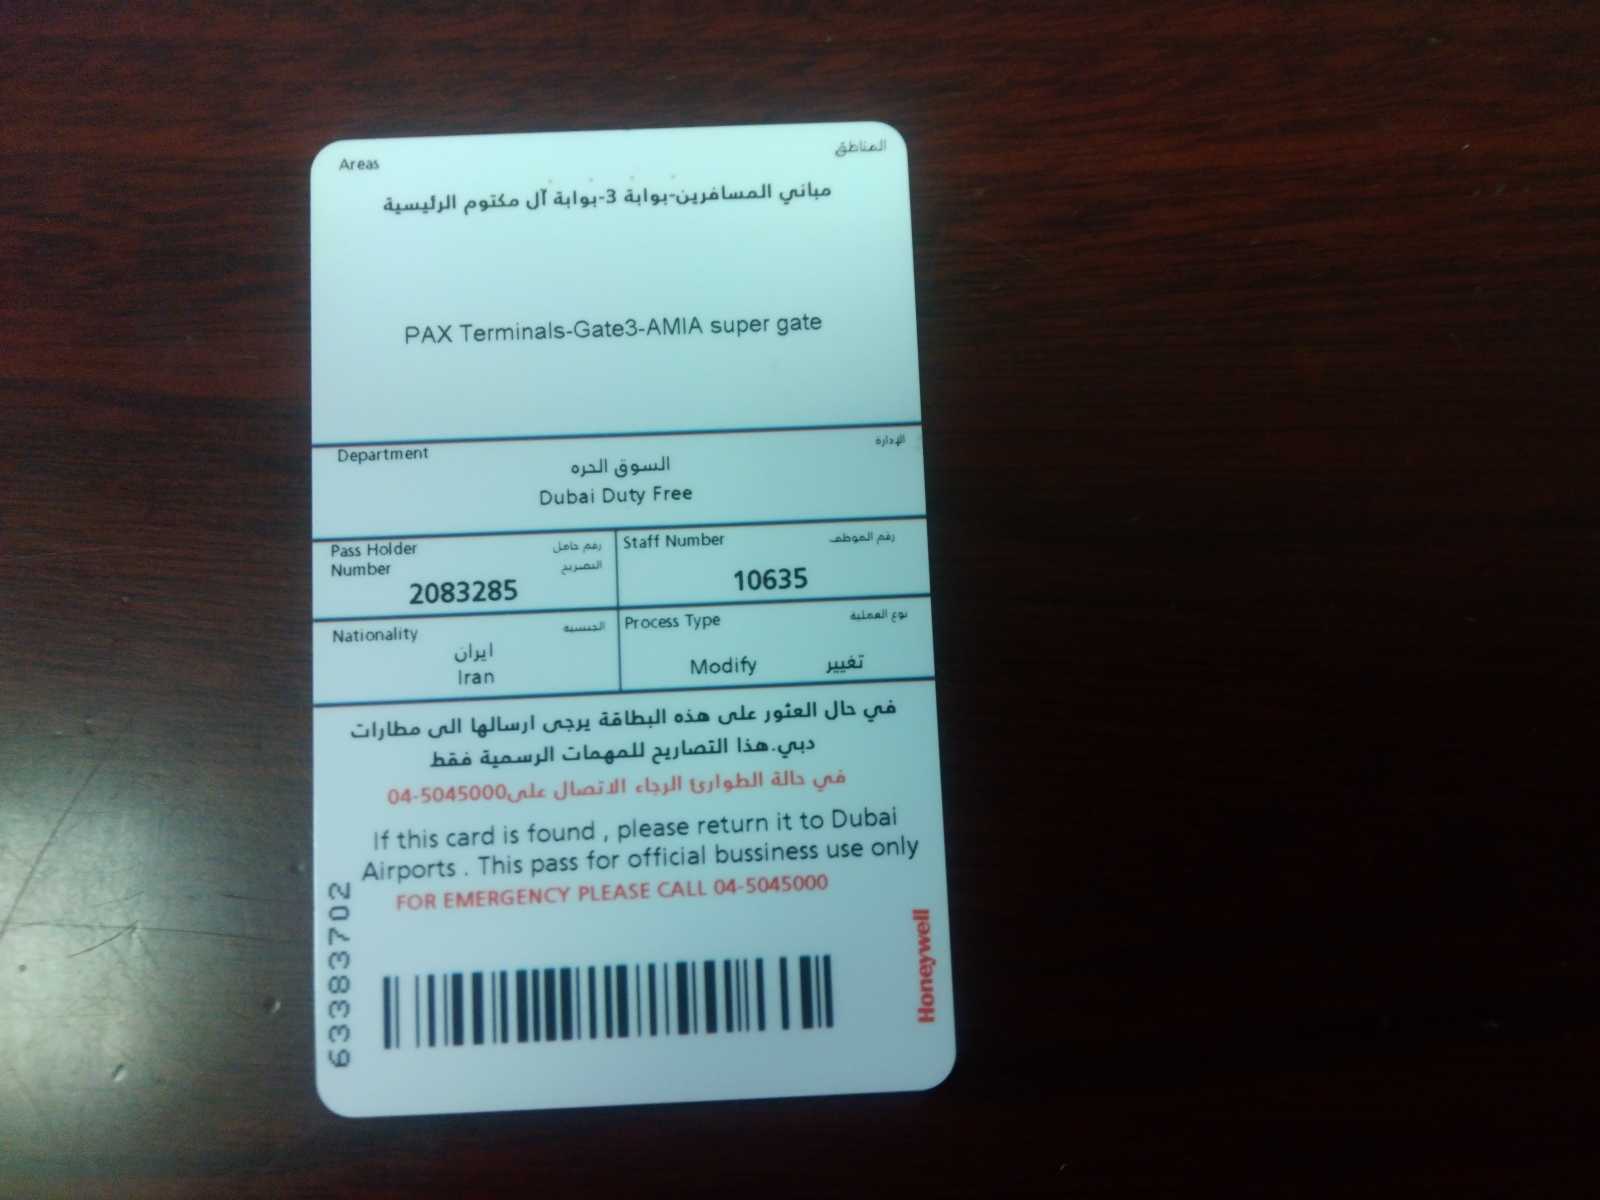 Areas
المناطق
مباني المسافرين-بوابة 3-بوابة آل مكتوم الرئيسية
PAX Terminals-Gate3-AMIA super gate
Department
الإدارة
السوق الحره
Dubai Duty Free
Pass Holder Number
رقم حامل التصريح
2083285
Staff Number
رقم الموظف
10635
Nationality
الجنسية
ايران
Iran
Process Type
نوع العملية
Modify تغيير
في حال العثور على هذه البطاقة يرجى ارسالها الى مطارات
دبي.هذا التصاريح للمهمات الرسمية فقط
في حالة الطوارئ الرجاء الاتصال على04-5045000
If this card is found , please return it to Dubai
Airports . This pass for official bussiness use only
FOR EMERGENCY PLEASE CALL 04-5045000
63383702
Honeywell